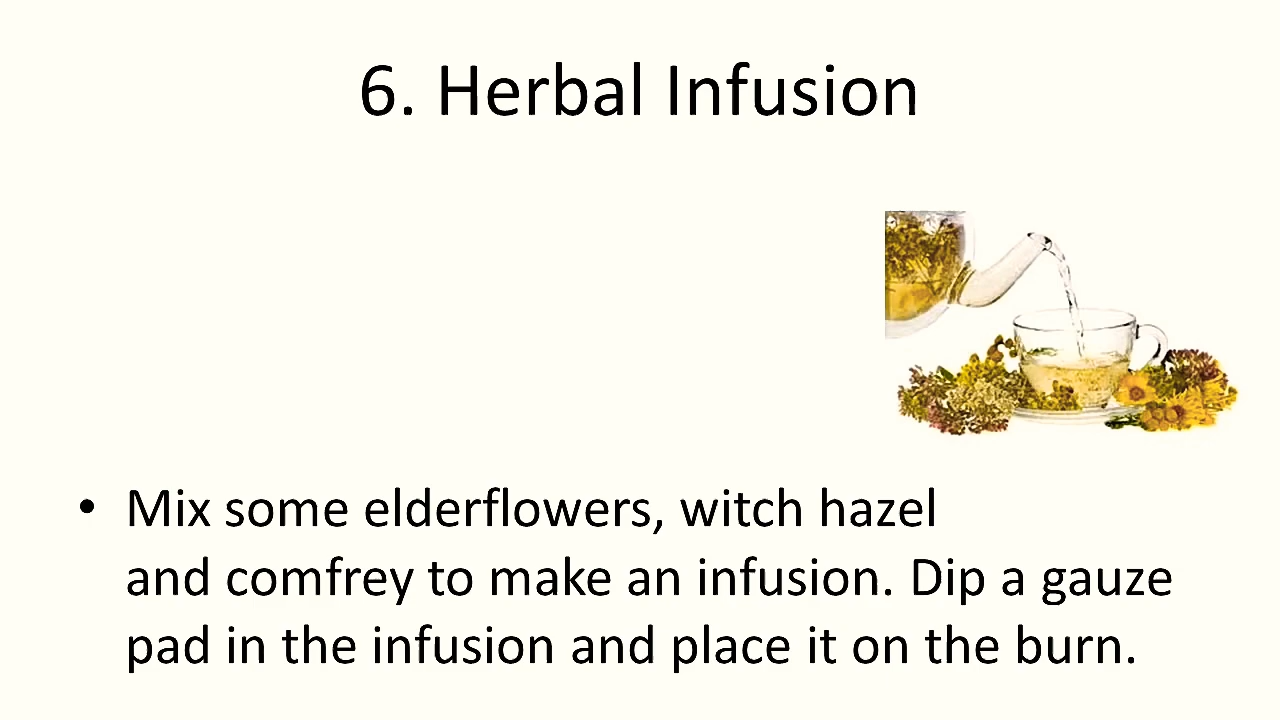 6. Herbal Infusion
• Mix some elderflowers, witch hazel
and comfrey to make an infusion. Dip a gauze
pad in the infusion and place it on the burn.